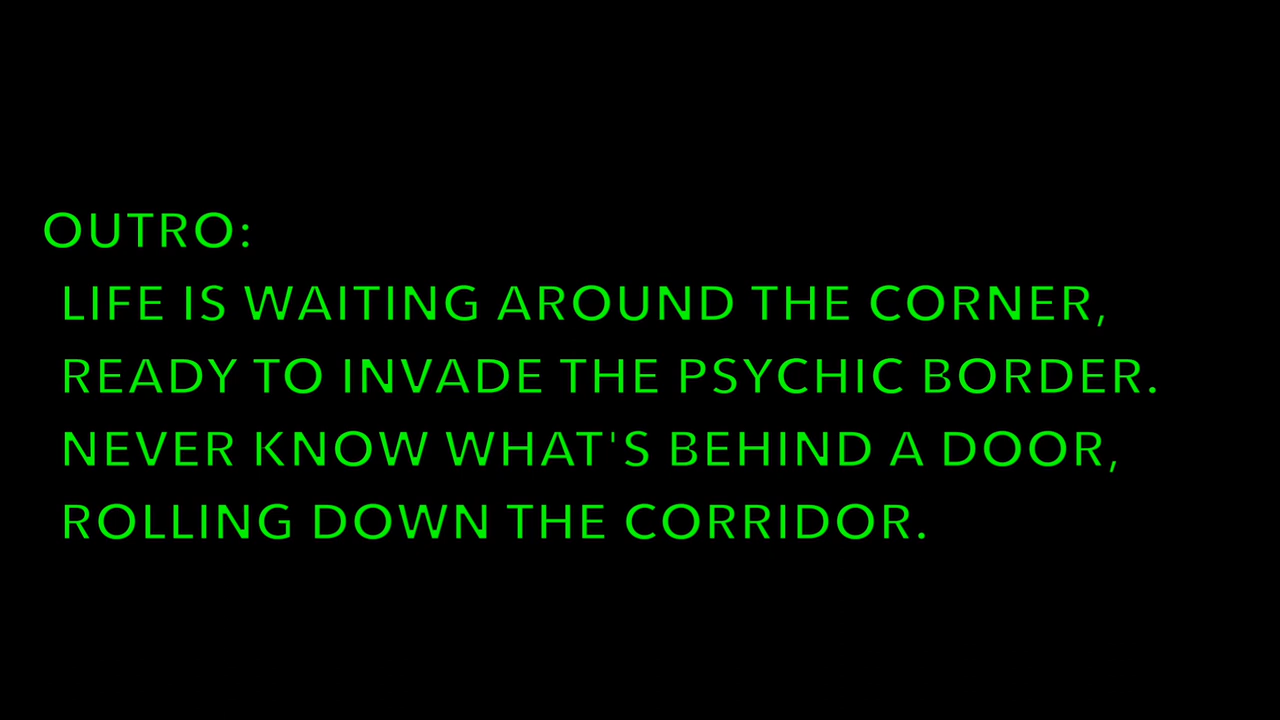 OUTRO:
LIFE IS WAITING AROUND THE CORNER,
READY TO INVADE THE PSYCHIC BORDER.
NEVER KNOW WHAT'S BEHIND A DOOR,
ROLLING DOWN THE CORRIDOR.